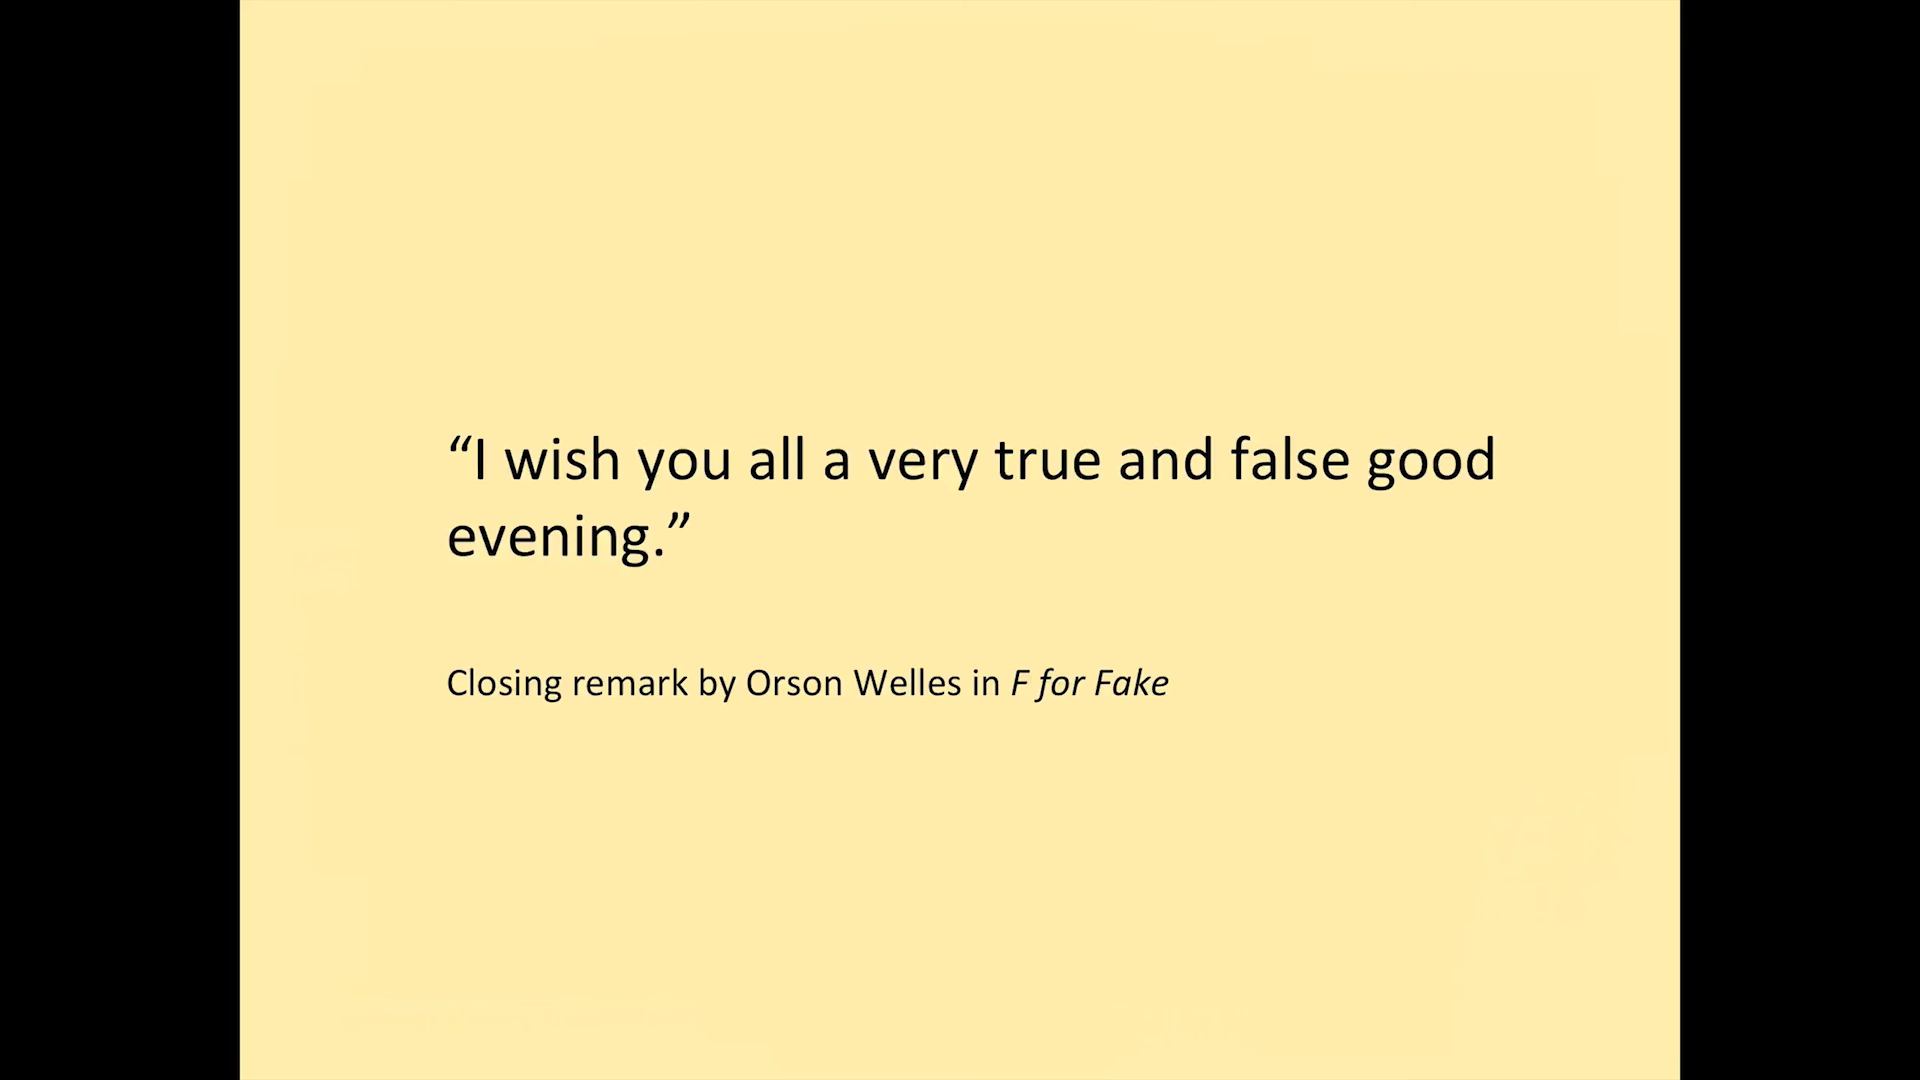 “I wish you all a very true and false good
evening.”
Closing remark by Orson Welles in F for Fake